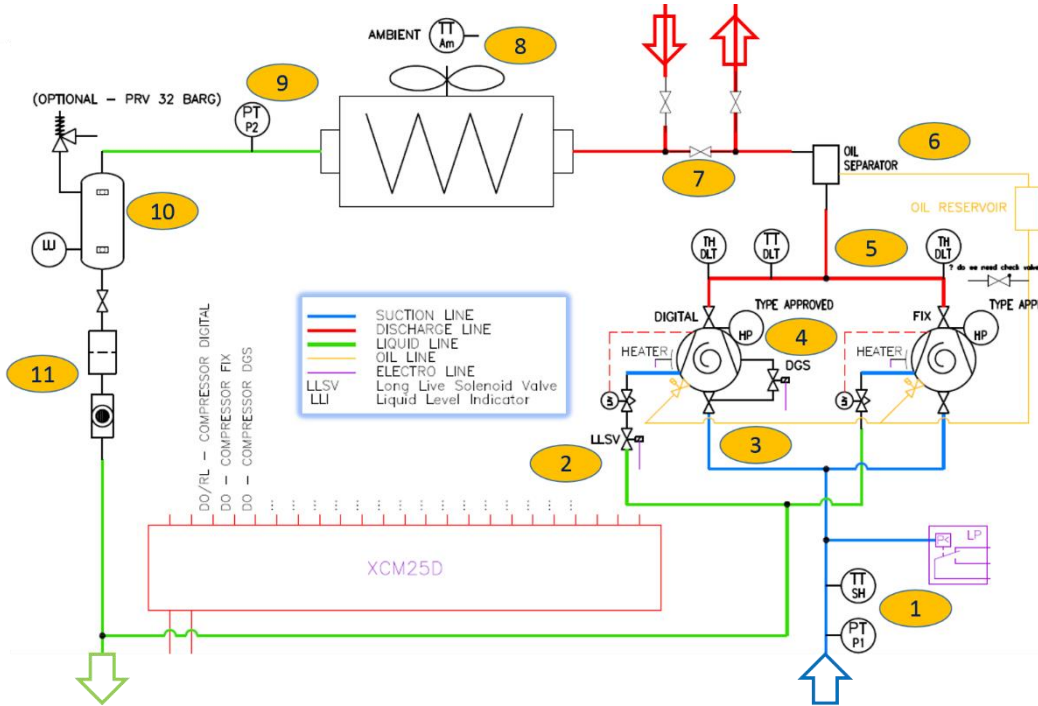 AMBIENT
TT
Am
8
9
(OPTIONAL - PRV 32 BARG)
PT
P2
6
OIL
SEPARATOR
7
10
OIL RESERVOIR
LLI
TH
DLT
TT
DLT
5
TH
DLT
? do we need check valve
SUCTION LINE
DISCHARGE LINE
LIQUID LINE
OIL LINE
ELECTRO LINE
LLSV Long Live Solenoid Valve
LLI Liquid Level Indicator
TYPE APPROVED
TYPE APP
DIGITAL
HP
4
FIX
HP
HEATER
DGS
HEATER
11
DO/RL - COMPRESSOR DIGITAL
DO - COMPRESSOR FIX
DO - COMPRESSOR DGS
2
LLSV
3
XCM25D
P<
LP
TT
SH
1
PT
P1